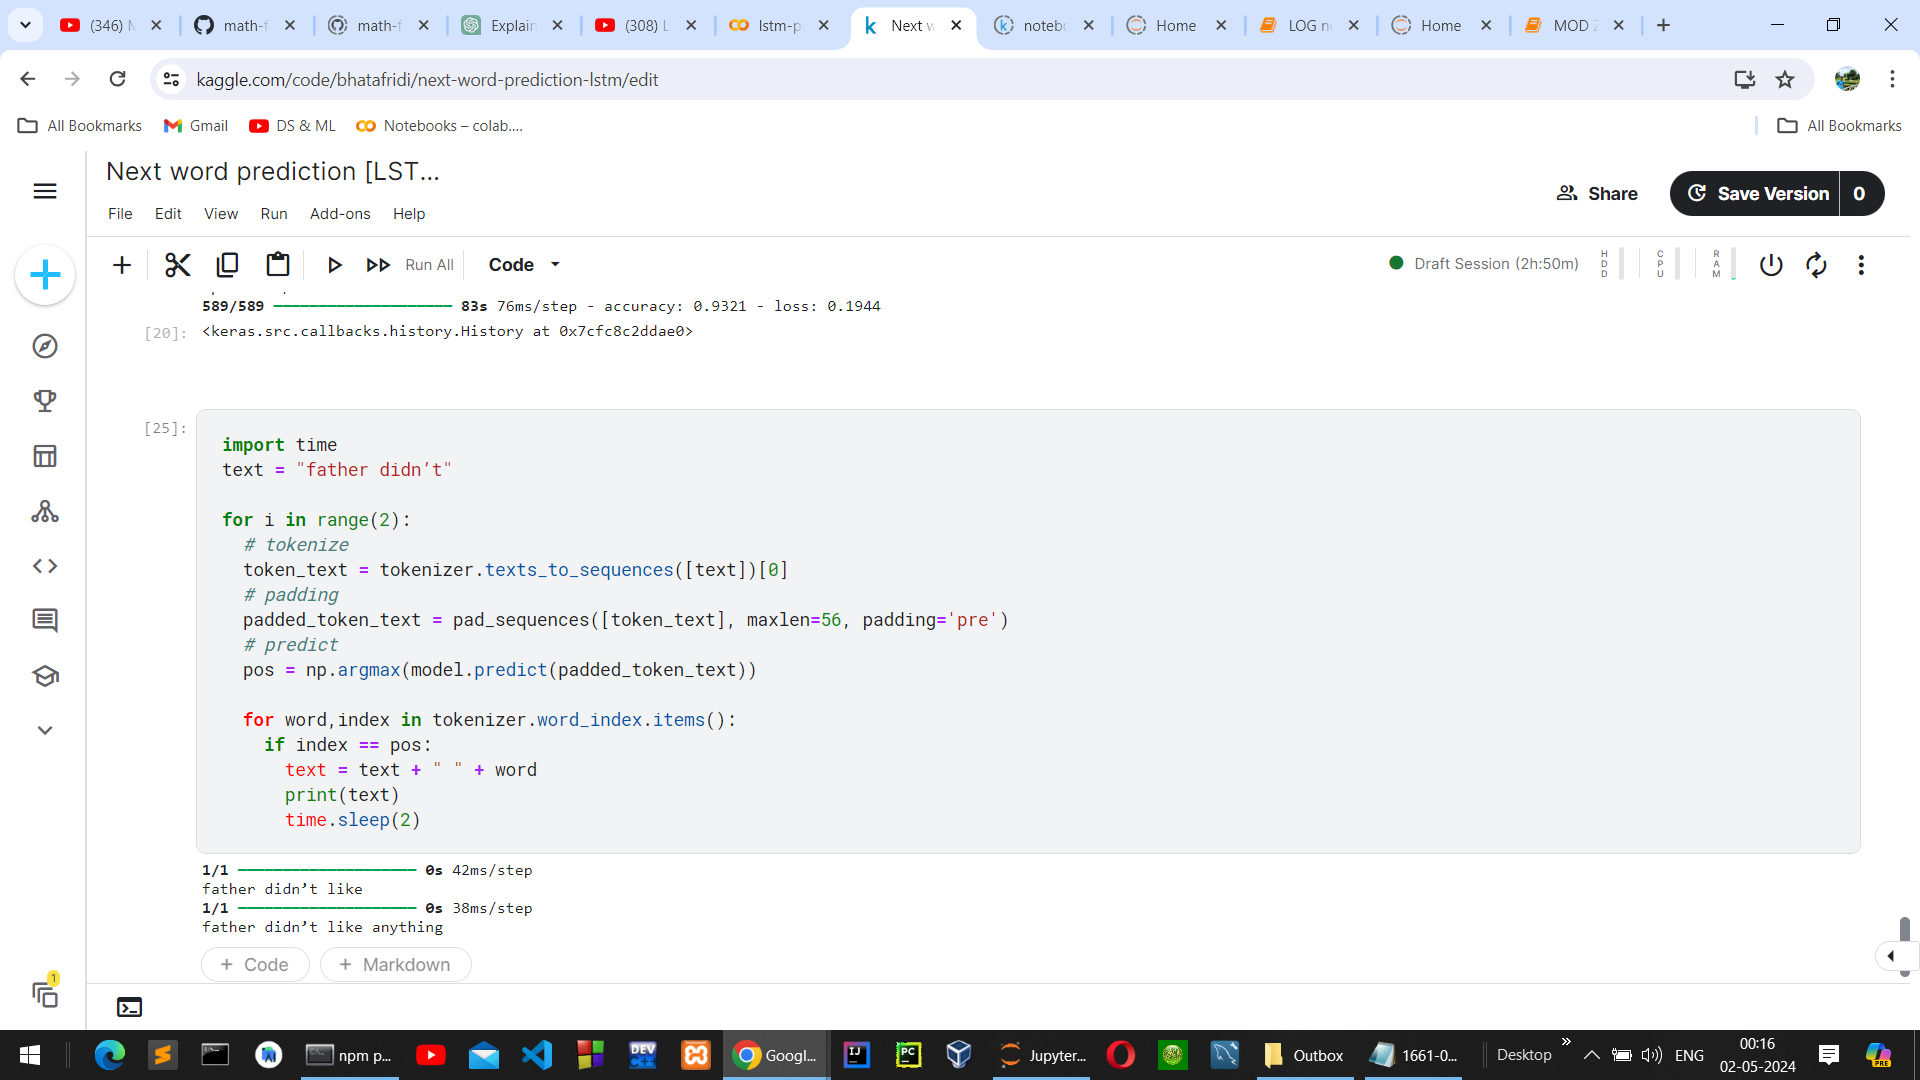 (346) M
math-f
math-f
Explain
(308) L
lstm-p
Next w
notebo
Home
LOG n
Home
MOD 2
kaggle.com/code/bhatafridi/next-word-prediction-lstm/edit
All Bookmarks
Gmail
DS & ML
Notebooks – colab....
All Bookmarks
Next word prediction [LST...
File Edit View Run Add-ons Help
Share
Save Version 0
Run All
Code
Draft Session (2h:50m)
HDD
CPU
RAM
589/589 ━━━━━━━━━━━━━━━━━━━━ 83s 76ms/step - accuracy: 0.9321 - loss: 0.1944
[20]: <keras.src.callbacks.history.History at 0x7cfc8c2ddae0>
[25]:
import time
text = "father didn’t"
for i in range(2):
# tokenize
token_text = tokenizer.texts_to_sequences([text])[0]
# padding
padded_token_text = pad_sequences([token_text], maxlen=56, padding='pre')
# predict
pos = np.argmax(model.predict(padded_token_text))
for word,index in tokenizer.word_index.items():
if index == pos:
text = text + " " + word
print(text)
time.sleep(2)
1/1 ━━━━━━━━━━━━━━━━━━━━ 0s 42ms/step
father didn’t like
1/1 ━━━━━━━━━━━━━━━━━━━━ 0s 38ms/step
father didn’t like anything
+ Code
+ Markdown
1
npm p...
DEV
Googl...
IJ
PC
Jupyter...
Outbox
1661-0...
Desktop
ENG
00:16
02-05-2024
PRE